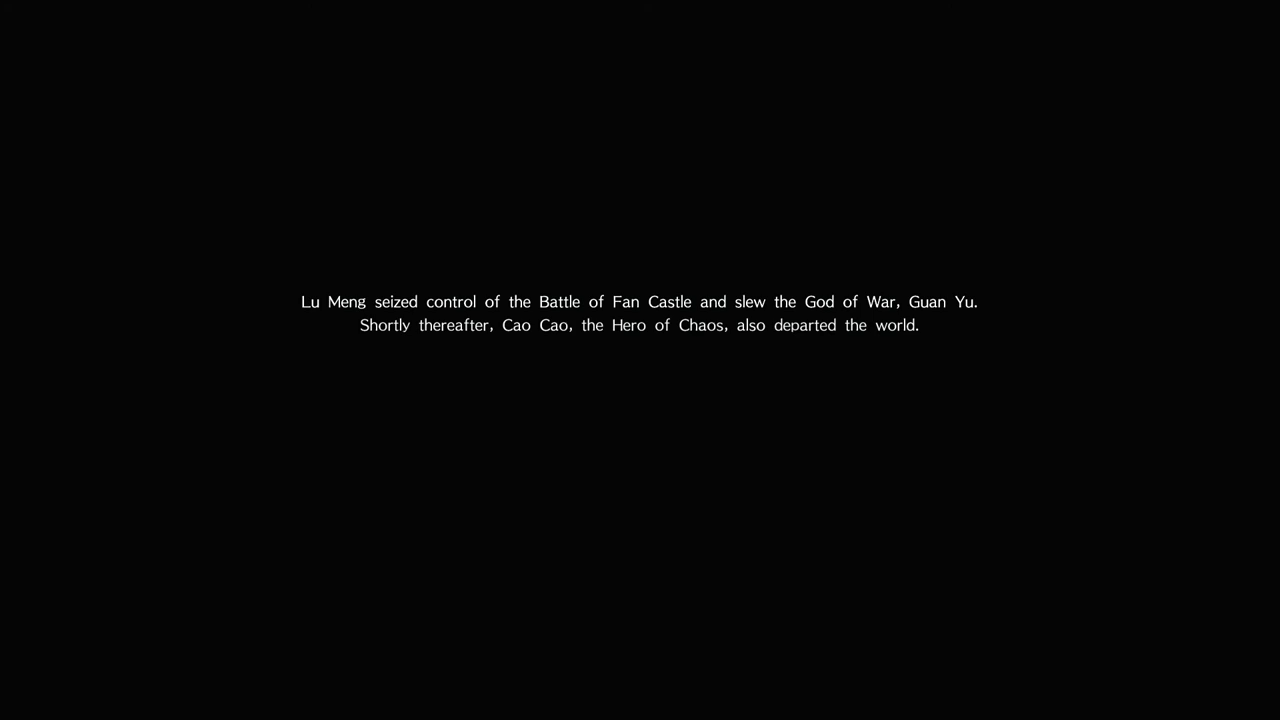 Lu Meng seized control of the Battle of Fan Castle and slew the God of War, Guan Yu.
Shortly thereafter, Cao Cao, the Hero of Chaos, also departed the world.